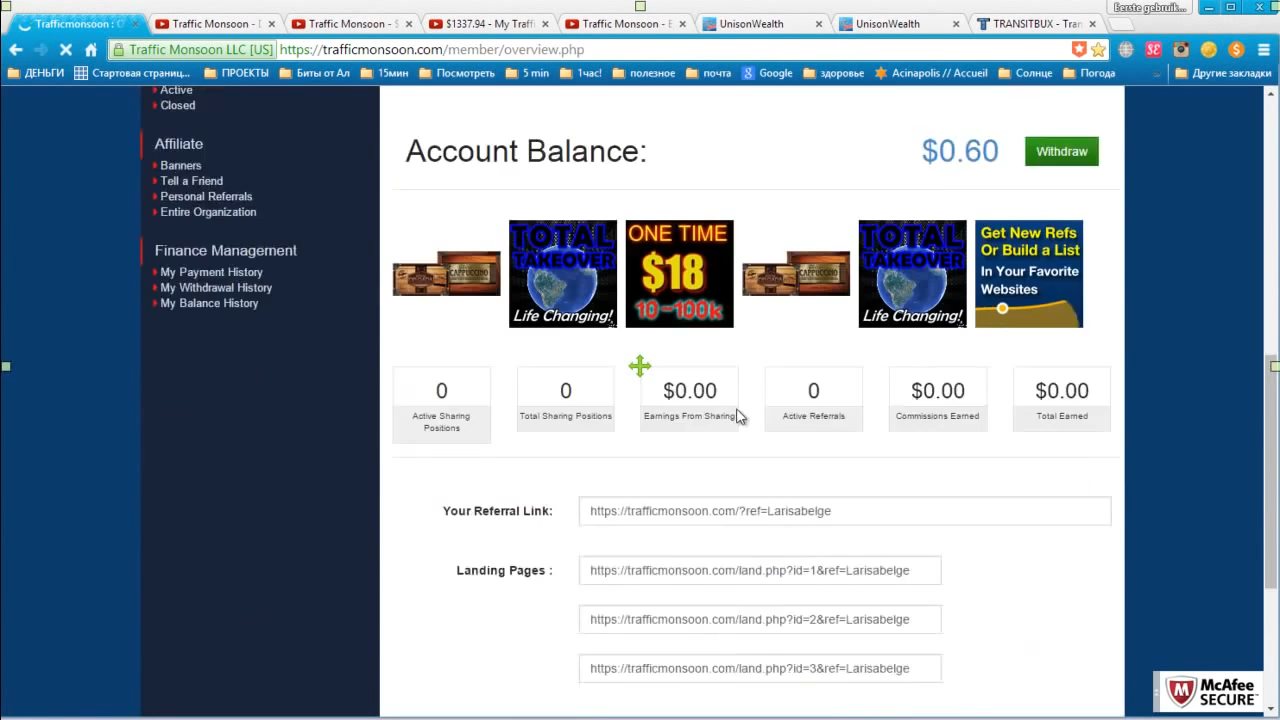 Eerste gebruik...
Trafficmonsoon : C
Traffic Monsoon - D
Traffic Monsoon - S
$1337.94 - My Traffi
Traffic Monsoon - E
UnisonWealth
UnisonWealth
TRANSITBUX - Tran
Traffic Monsoon LLC [US]
https://trafficmonsoon.com/member/overview.php
ДЕНЬГИ
Стартовая страниц...
ПРОЕКТЫ
Биты от Ал
15мин
Посмотреть
5 min
1час!
полезное
почта
Google
здоровье
Acinapolis // Accueil
Солнце
Погода
»
Другие закладки
Active
Closed
Affiliate
Banners
Tell a Friend
Personal Referrals
Entire Organization
Finance Management
My Payment History
My Withdrawal History
My Balance History
Account Balance:
$0.60
Withdraw
CAPPUCCINO
TOTAL
TAKEOVER
Life Changing!
ONE TIME
$18
10-100k
CAPPUCCINO
TOTAL
TAKEOVER
Life Changing!
Get New Refs
Or Build a List
In Your Favorite
Websites
0
Active Sharing
Positions
0
Total Sharing Positions
$0.00
Earnings From Sharing
0
Active Referrals
$0.00
Commissions Earned
$0.00
Total Earned
Your Referral Link:
https://trafficmonsoon.com/?ref=Larisabelge
Landing Pages :
https://trafficmonsoon.com/land.php?id=1&ref=Larisabelge
https://trafficmonsoon.com/land.php?id=2&ref=Larisabelge
https://trafficmonsoon.com/land.php?id=3&ref=Larisabelge
McAfee
SECURE™